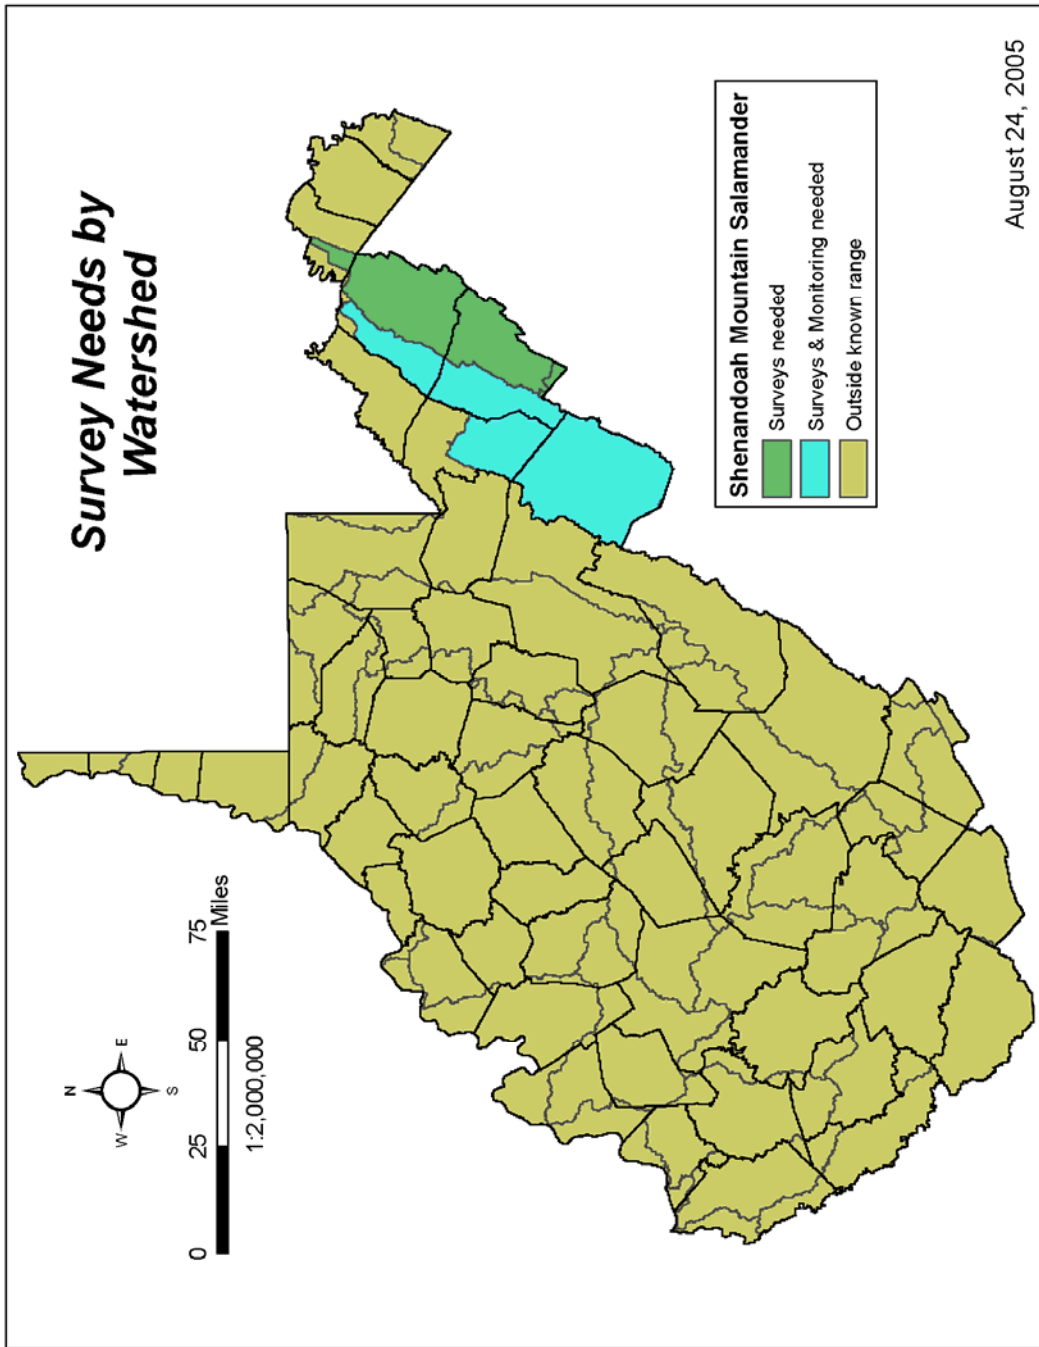 Survey Needs by
Watershed
N
W
E
S
0
25
50
75
Miles
1:2,000,000
Shenandoah Mountain Salamander
Surveys needed
Surveys & Monitoring needed
Outside known range
August 24, 2005